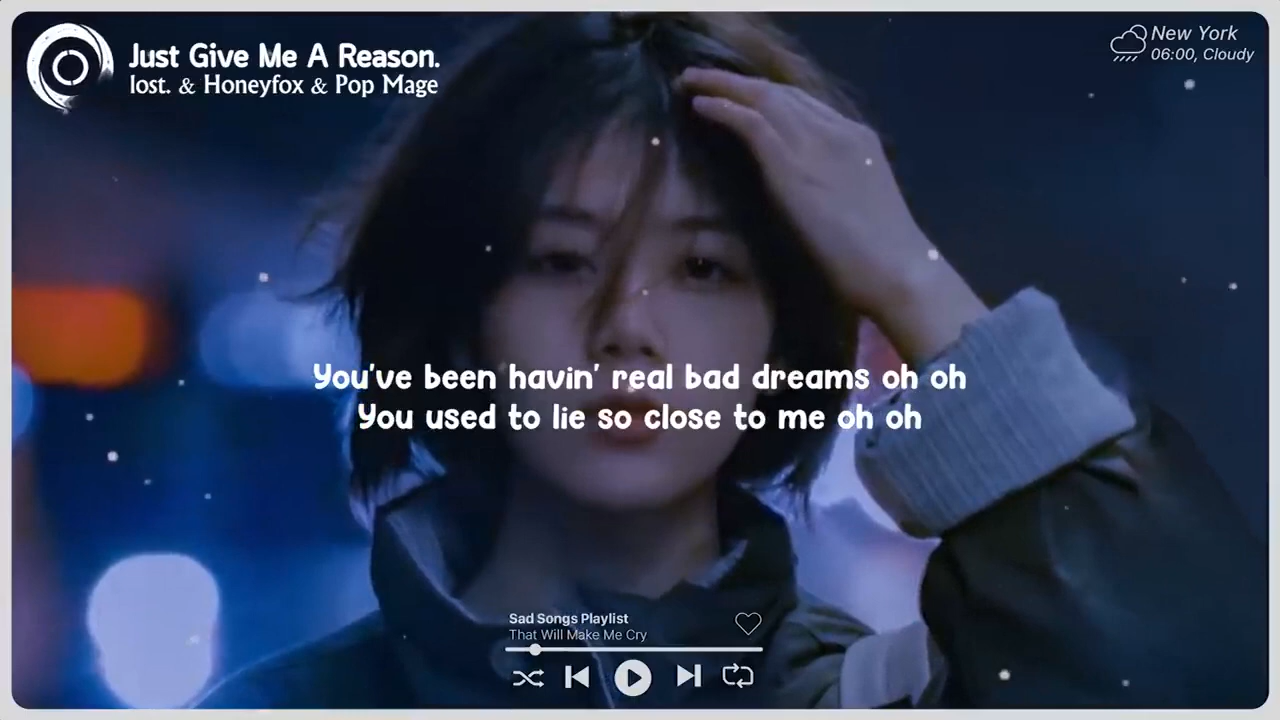 Just Give Me A Reason.
lost. & Honeyfox & Pop Mage
New York
06:00, Cloudy
You've been havin' real bad dreams oh oh
You used to lie so close to me oh oh
Sad Songs Playlist
That Will Make Me Cry